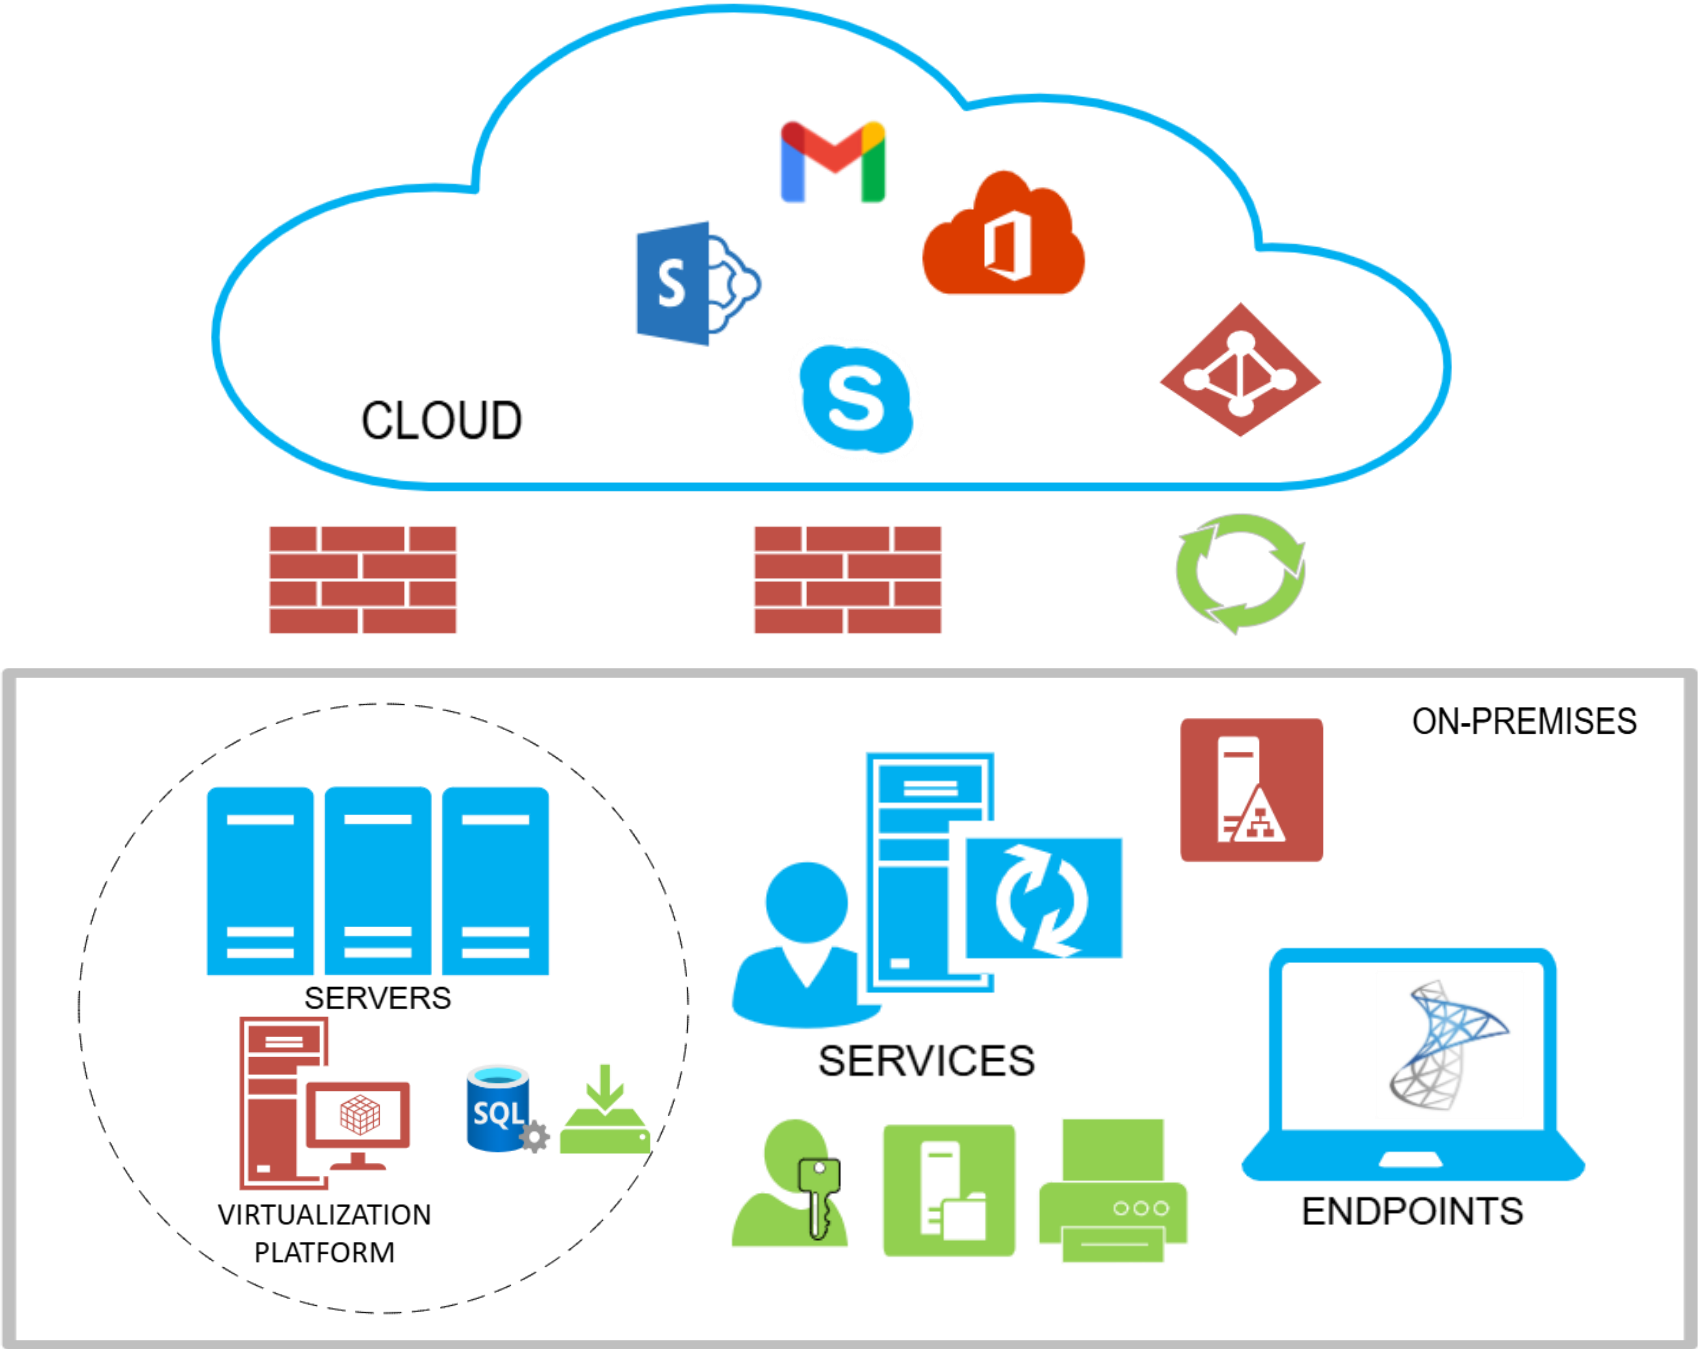 S
S
CLOUD
ON-PREMISES
SERVERS
SQL
VIRTUALIZATION
PLATFORM
SERVICES
ENDPOINTS